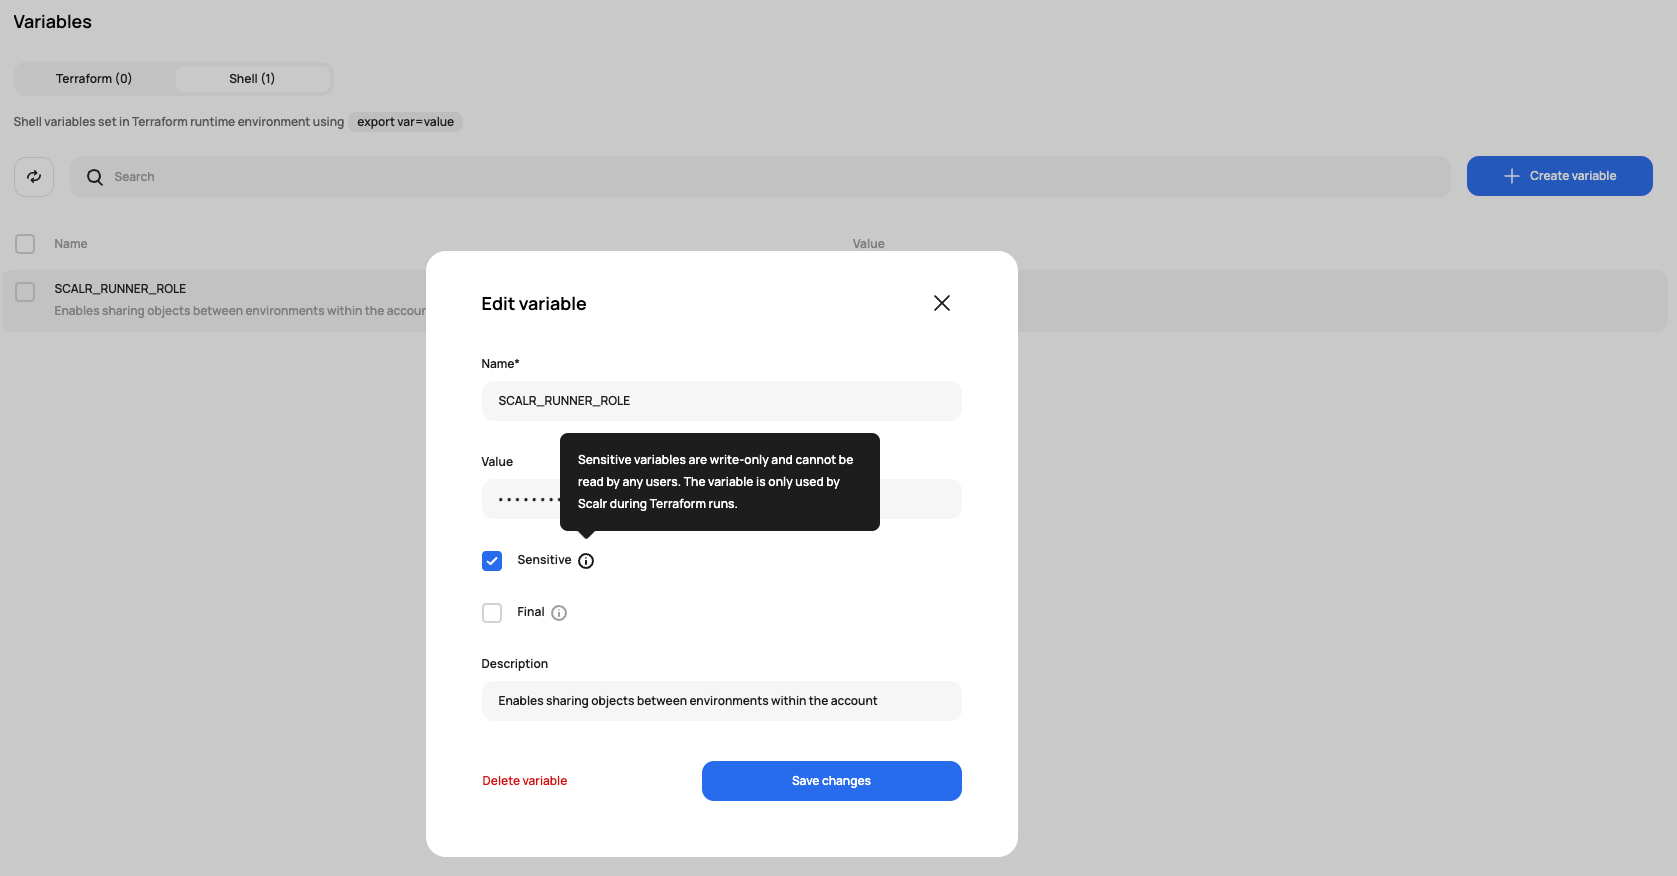 Variables
Terraform (0)
Shell (1)
Shell variables set in Terraform runtime environment using export var=value
Search
Create variable
Name
Value
SCALR_RUNNER_ROLE
Enables sharing objects between environments within the accour
Edit variable
Name*
SCALR_RUNNER_ROLE
Value
Sensitive variables are write-only and cannot be
read by any users. The variable is only used by
Scalr during Terraform runs.
••••••••
Sensitive
Final
Description
Enables sharing objects between environments within the account
Delete variable
Save changes